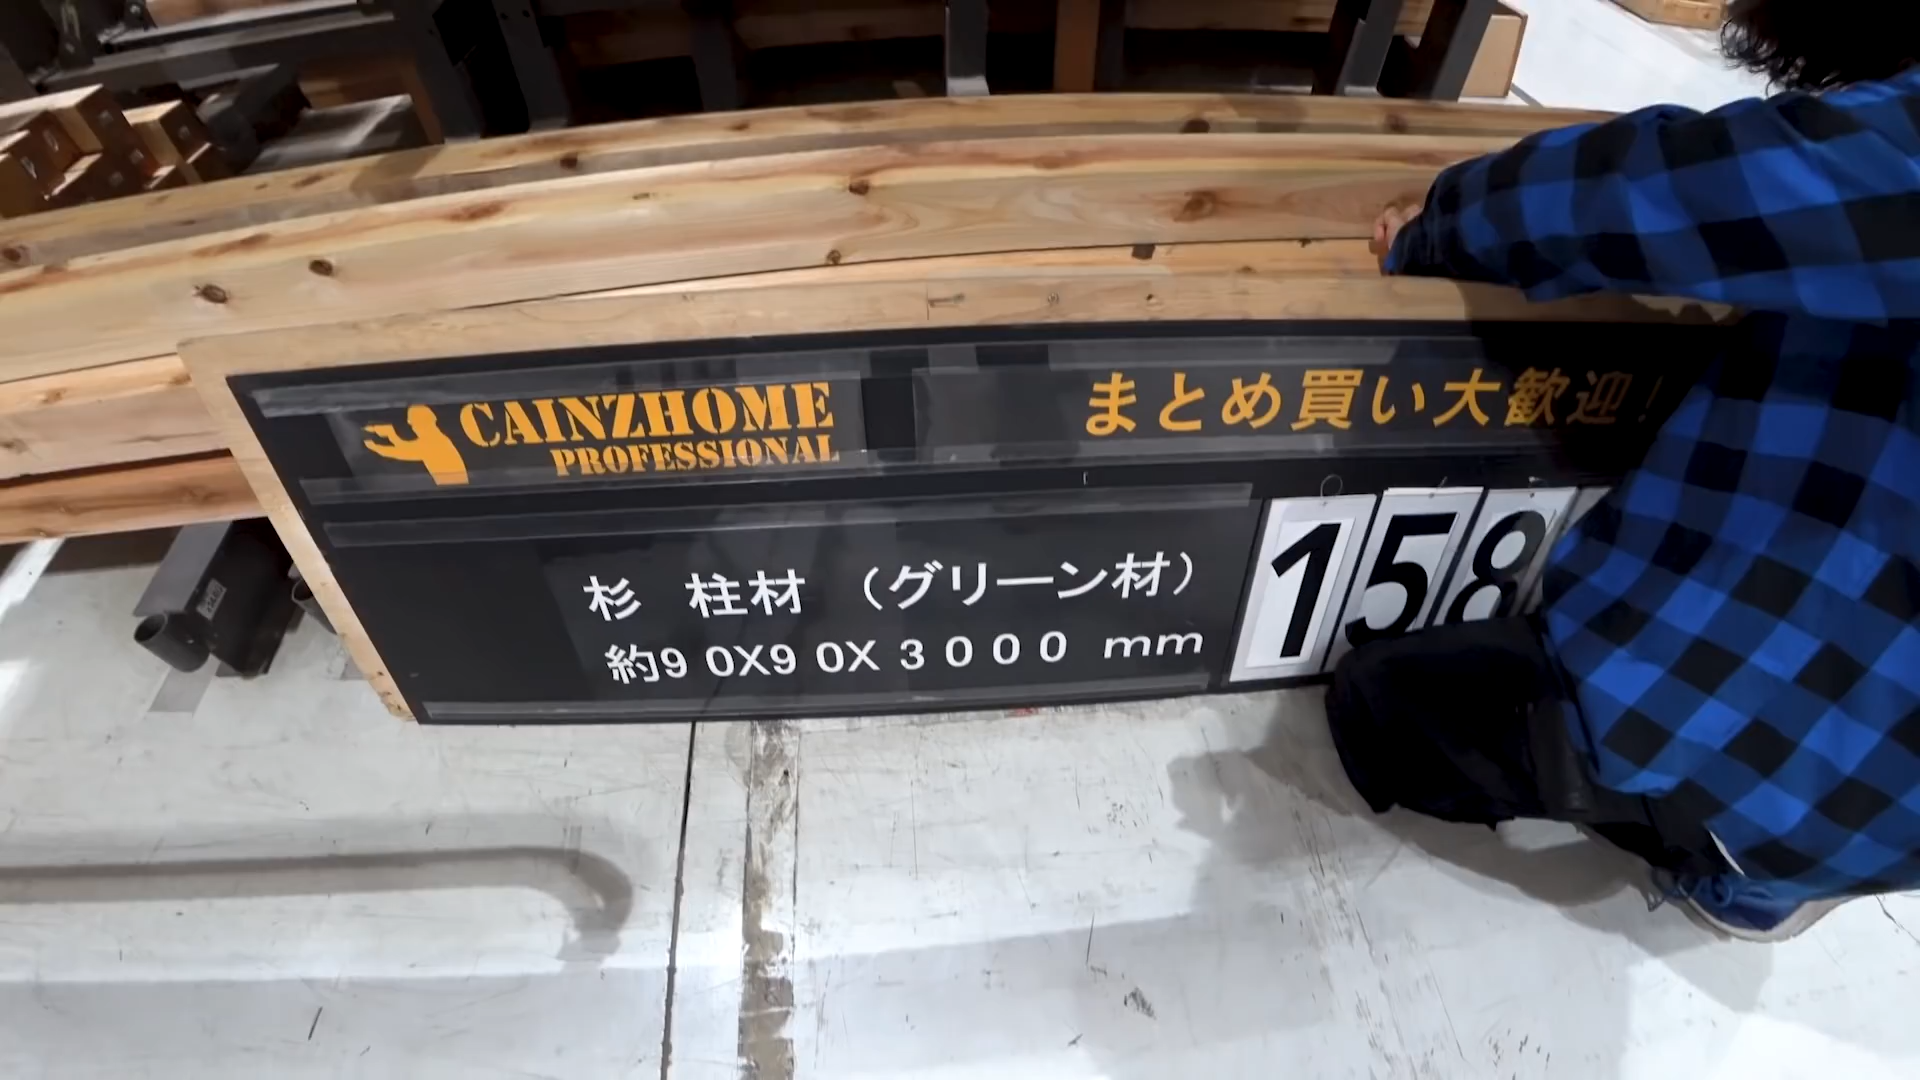 CAINZHOME
PROFESSIONAL
まとめ買い大歓迎!
杉 柱材 (グリーン材)
約90X90X3000 mm
158